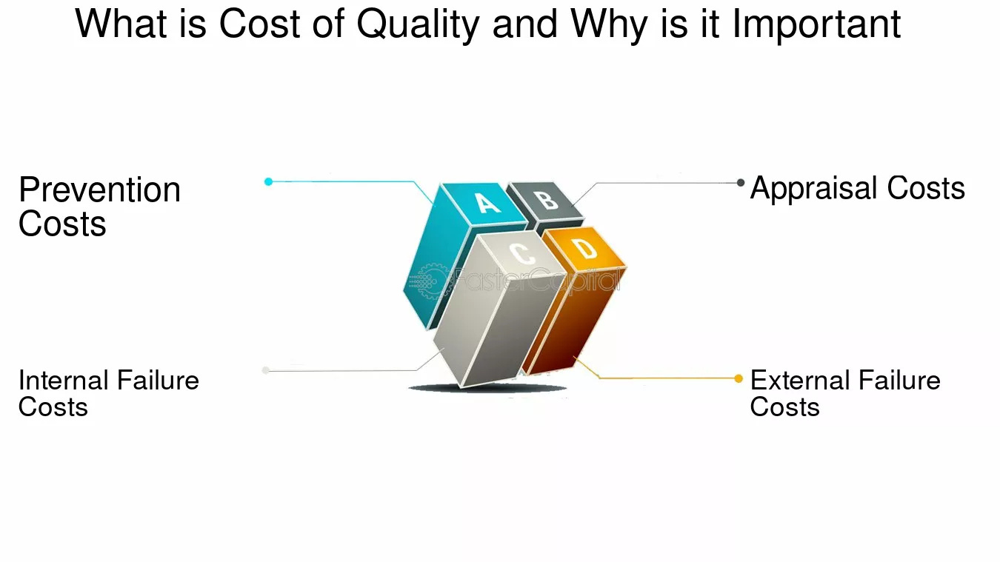 What is Cost of Quality and Why is it Important
Prevention
Costs
Appraisal Costs
A
B
C
D
FasterCapital
Internal Failure
Costs
External Failure
Costs